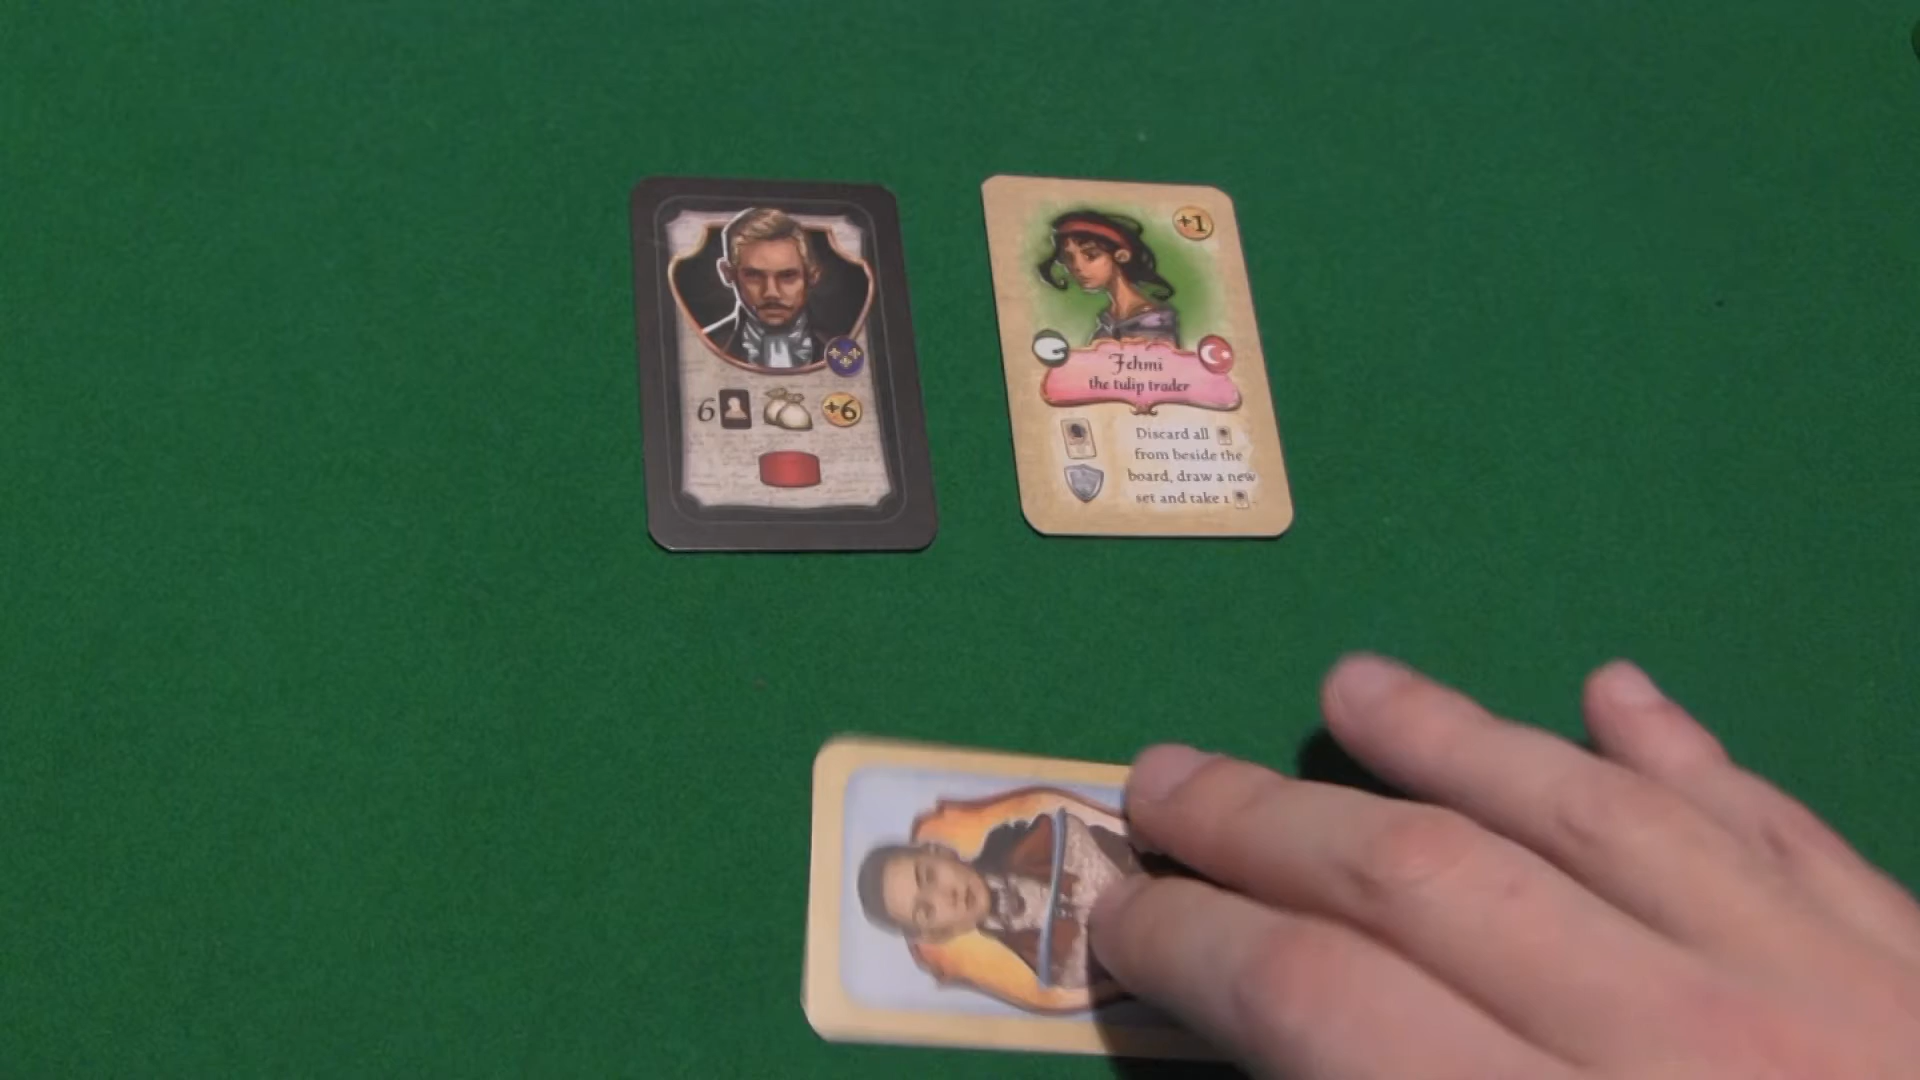 6 +6
+1
Fehmi
the tulip trader
Discard all
from beside the
board, draw a new
set and take 1 .